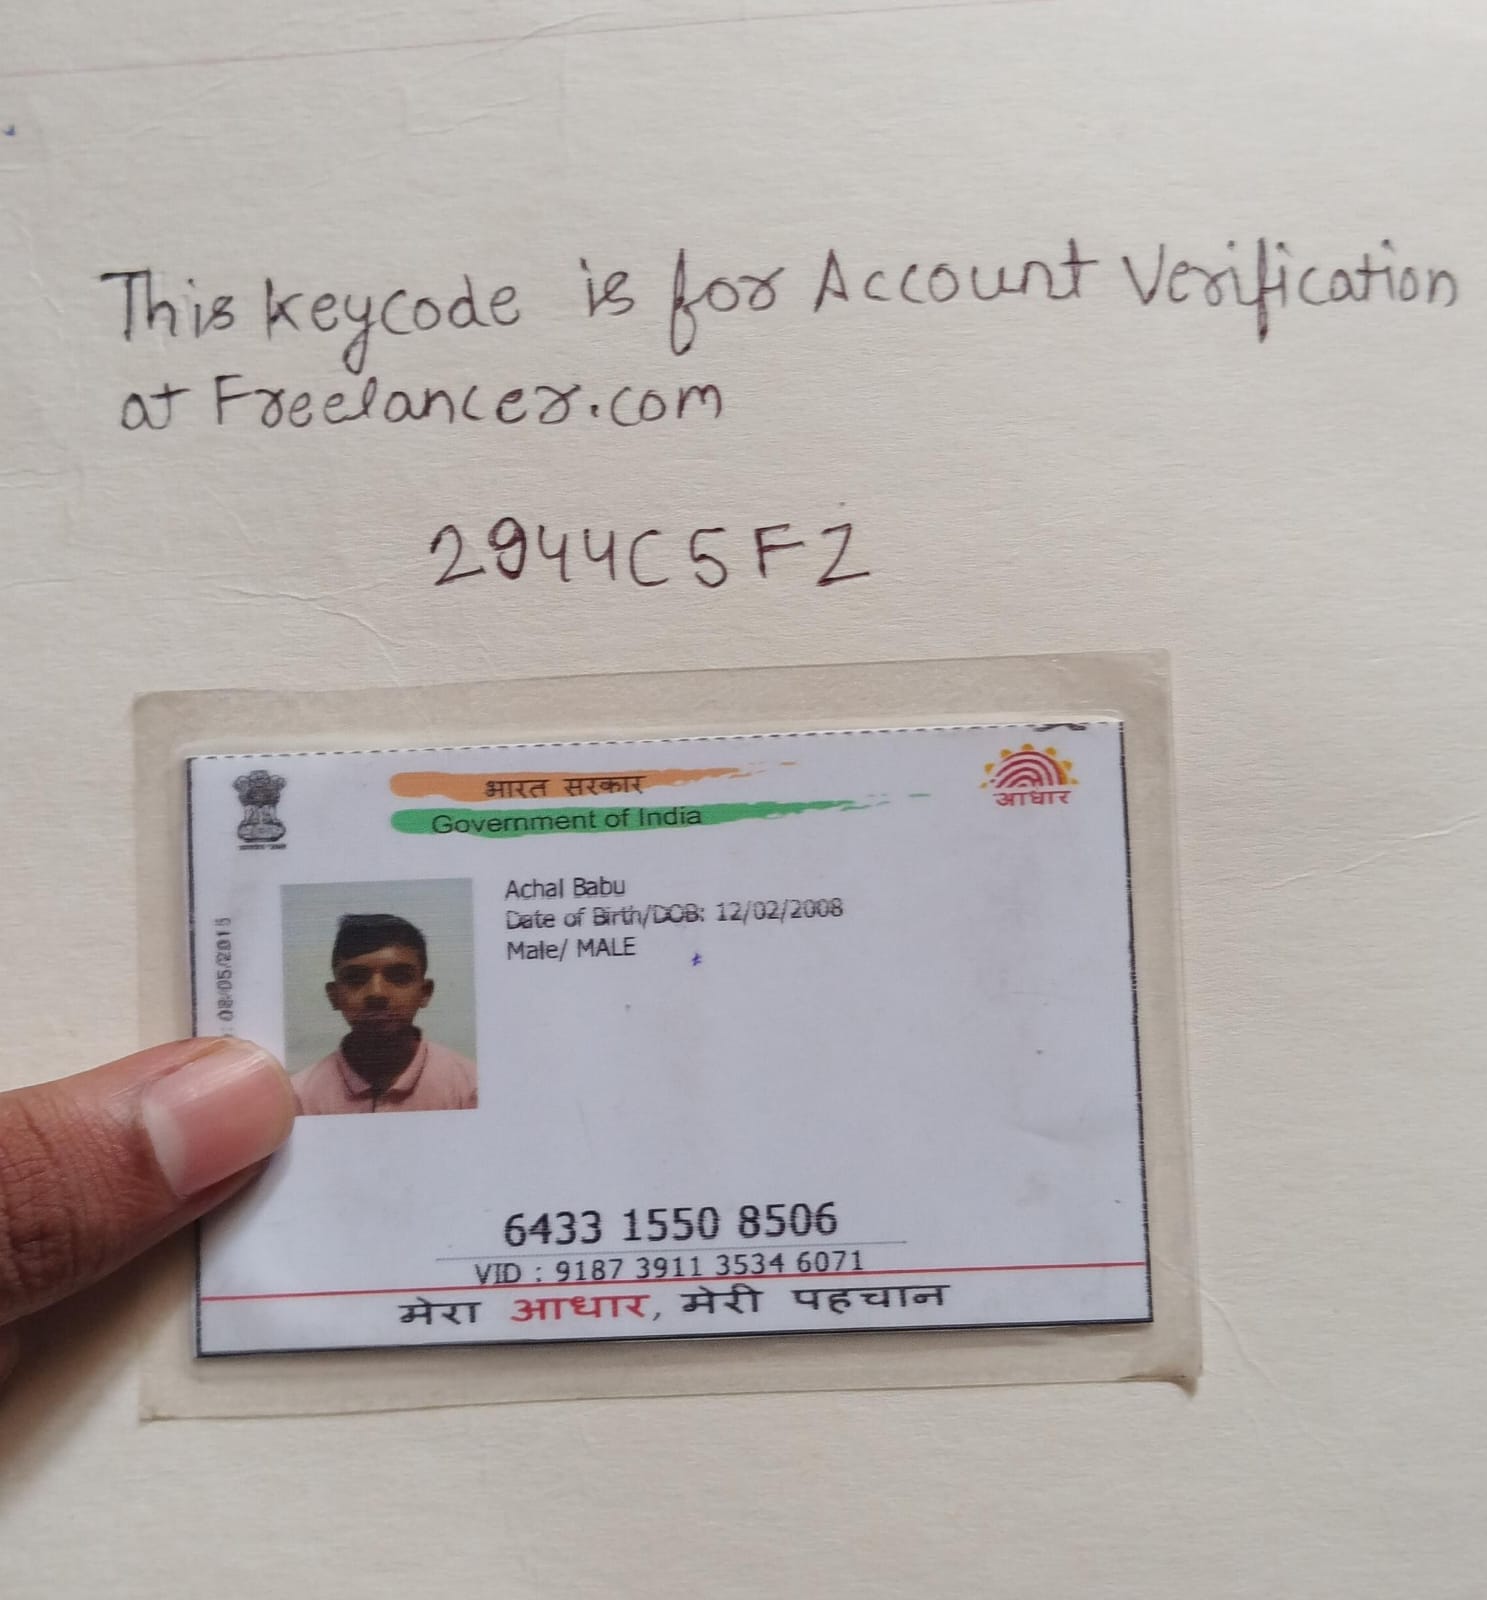 This keycode is for Account Verification
at Freelancer.com
2944C5FZ
भारत सरकार
Government of India
आधार
Achal Babu
Date of Birth/DOB: 12/02/2008
Male/ MALE
: 08/05/2015
6433 1550 8506
VID : 9187 3911 3534 6071
मेरा आधार, मेरी पहचान